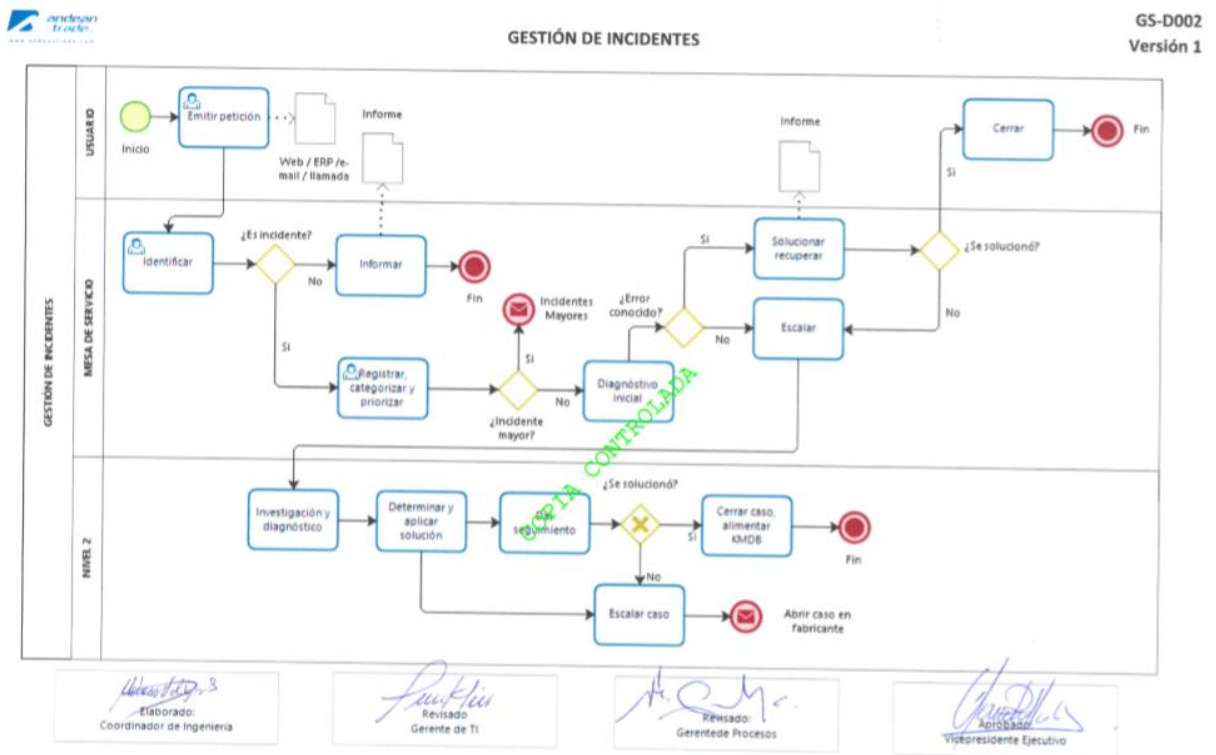 andean
trade
www.andeantrade.com
GESTIÓN DE INCIDENTES
GS-D002
Versión 1
GESTIÓN DE INCIDENTES
USUARIO
Inicio
Emitir petición
Web / ERP /e-
mail / llamada
Informe
Informe
Cerrar
Fin
Si
MESA DE SERVICIO
Identificar
¿Es incidente?
No
Informar
Fin
Si
Registrar,
categorizar y
priorizar
Incidentes
Mayores
Si
¿Incidente
mayor?
No
Diagnóstivo
inicial
¿Error
conocido?
Si
No
Solucionar
recuperar
Escalar
¿Se solucionó?
No
COPIA CONTROLADA
NIVEL 2
Investigación y
diagnóstico
Determinar y
aplicar
solución
seguimiento
¿Se solucionó?
Si
Cerrar caso,
alimentar
KMDB
Fin
No
Escalar caso
Abrir caso en
fabricante
Elaborado:
Coordinador de Ingeniería
Revisado
Gerente de TI
Revisado:
Gerentede Procesos
Aprobado:
Vicepresidente Ejecutivo